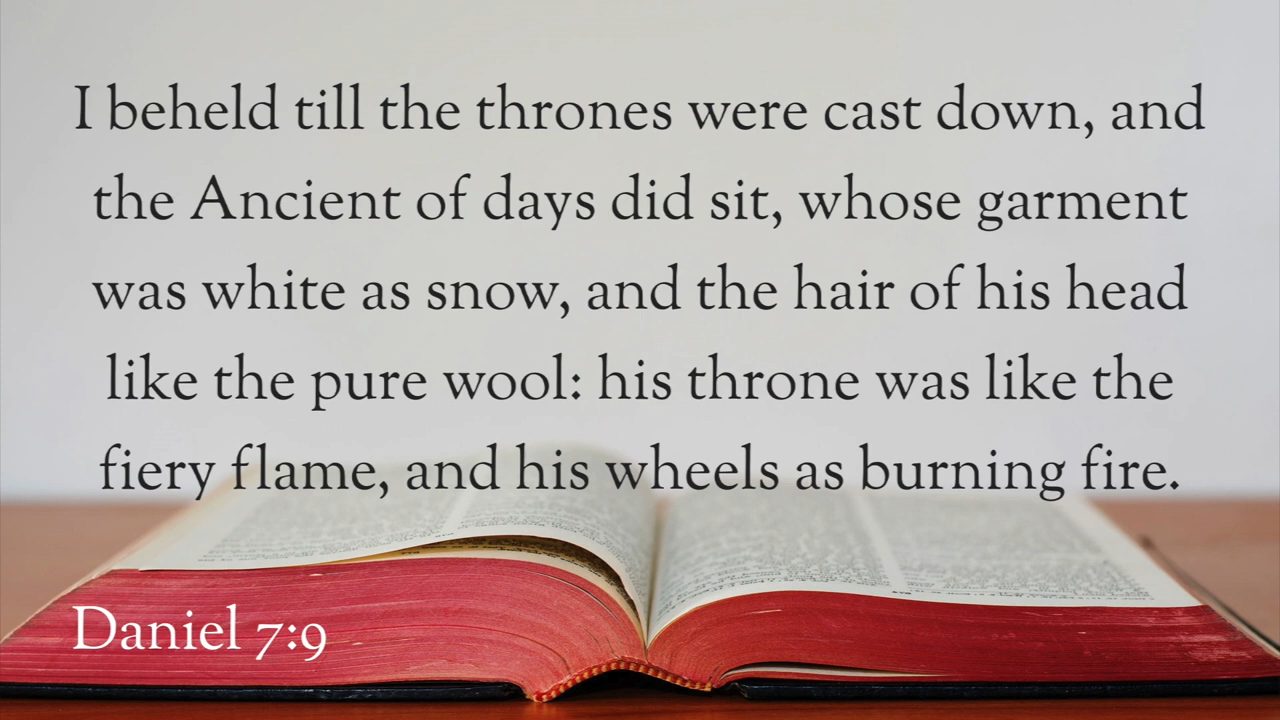 I beheld till the thrones were cast down, and
the Ancient of days did sit, whose garment
was white as snow, and the hair of his head
like the pure wool: his throne was like the
fiery flame, and his wheels as burning fire.
Daniel 7:9